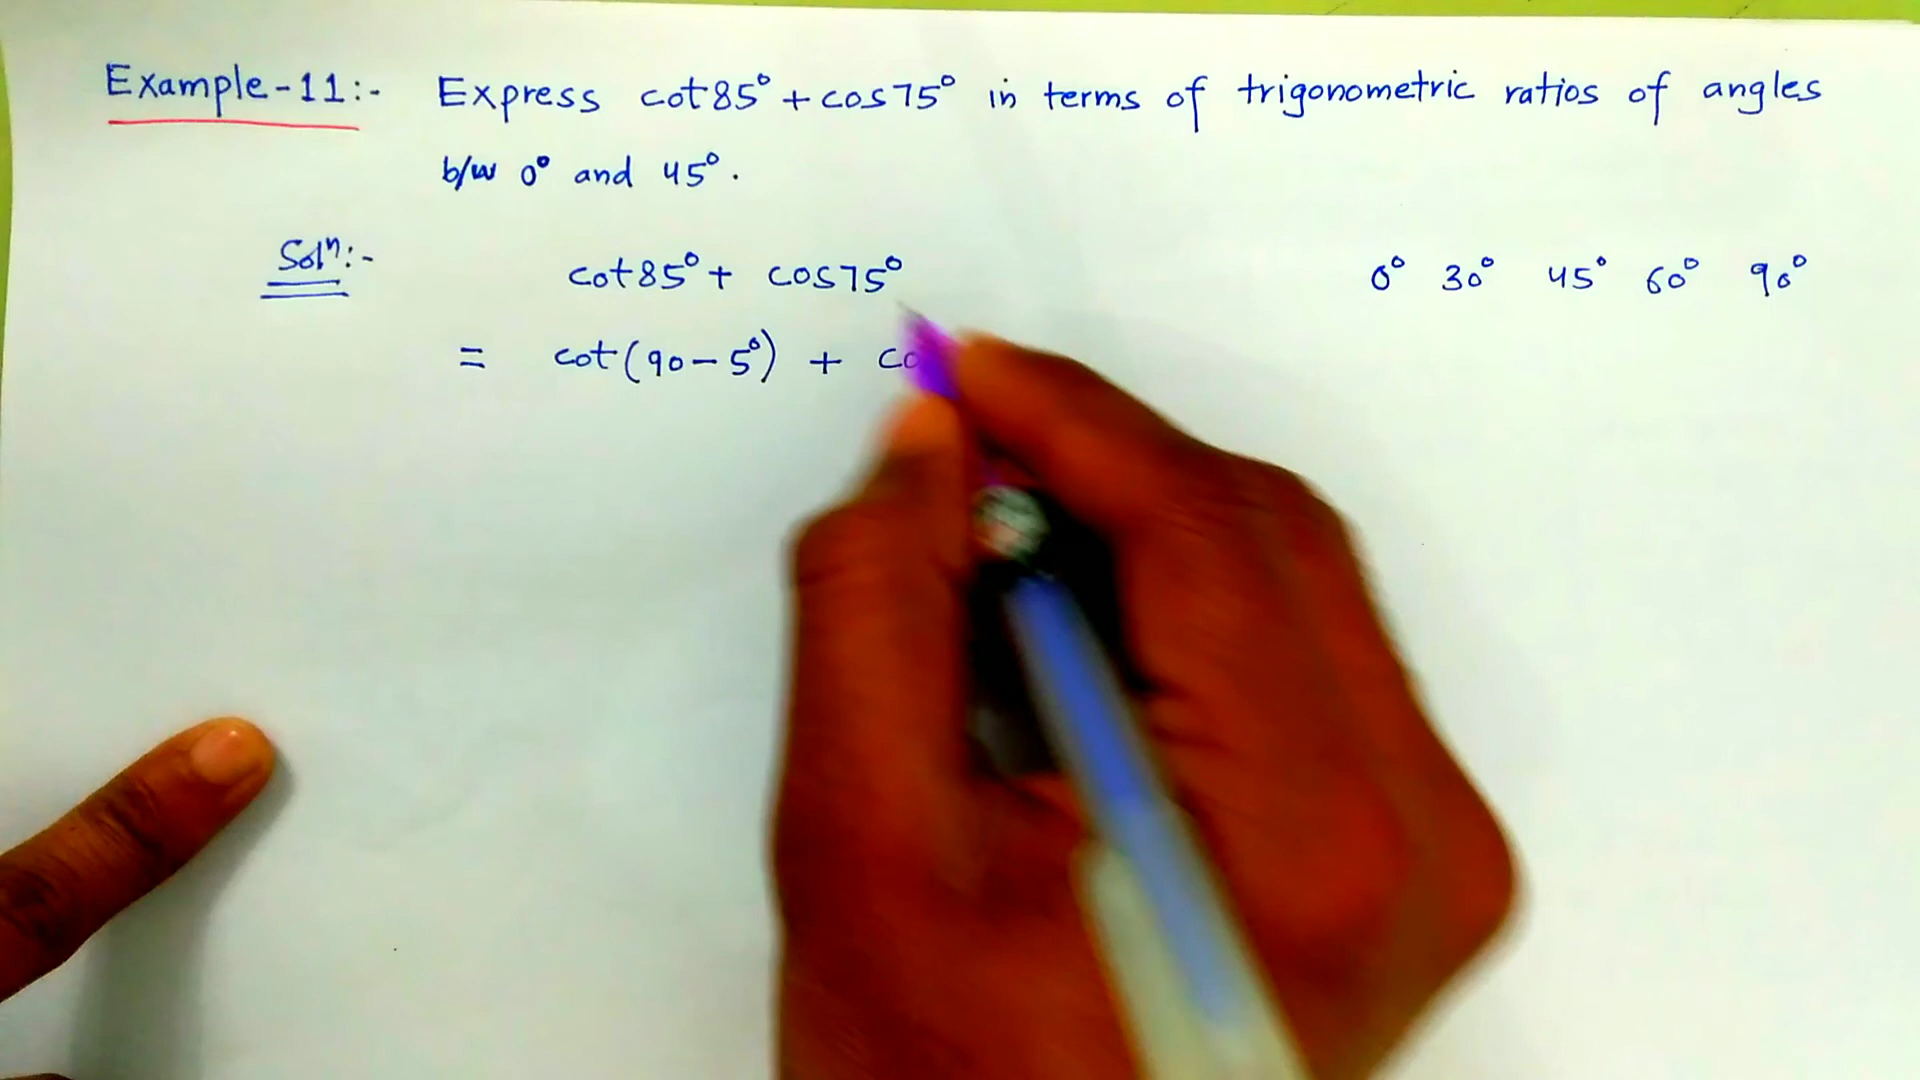 Example-11:- Express cot85° + cos75° in terms of trigonometric ratios of angles
b/w 0° and 45°.
Solⁿ:- cot85° + cos75° 0° 30° 45° 60° 90°
= cot(90-5°) + co